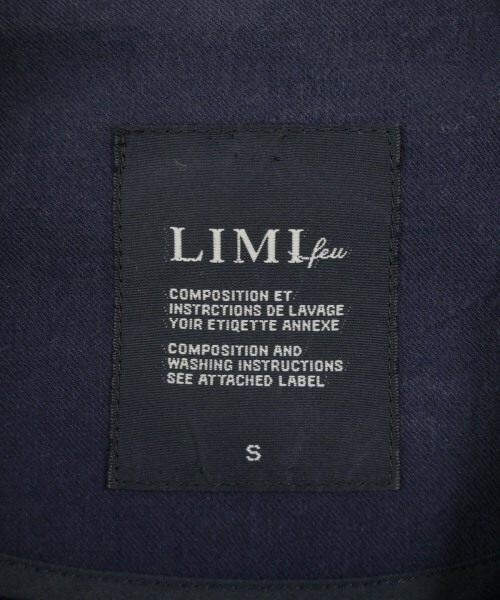 LIMI feu
COMPOSITION ET
INSTRCTIONS DE LAVAGE
YOIR ETIQETTE ANNEXE
COMPOSITION AND
WASHING INSTRUCTIONS
SEE ATTACHED LABEL
S